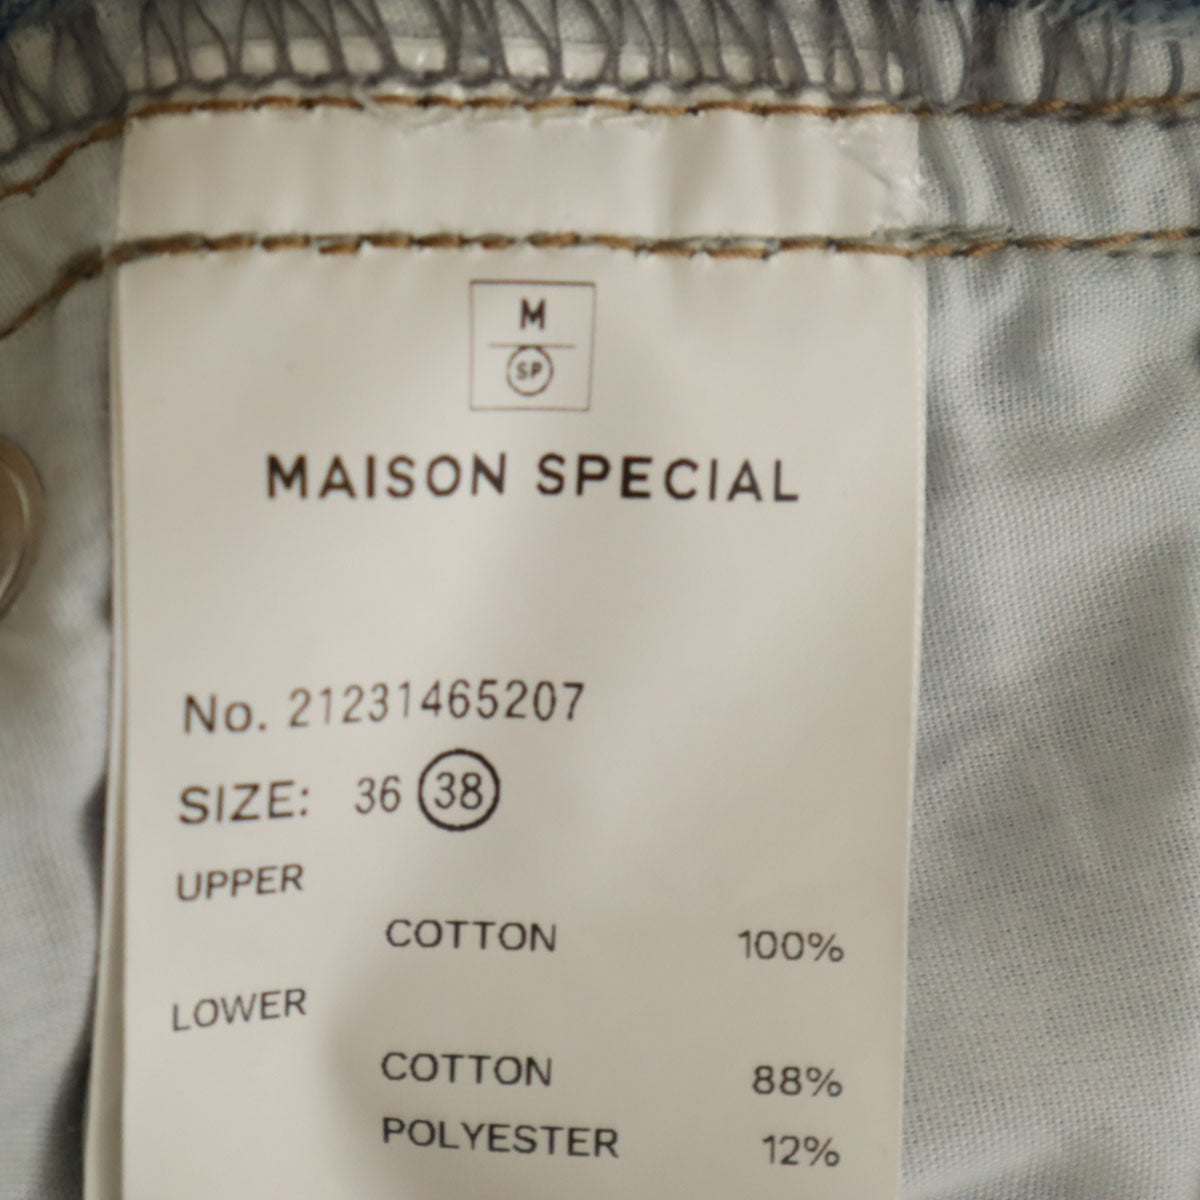 M
SP
MAISON SPECIAL
No. 21231465207
SIZE: 36 38
UPPER
COTTON 100%
LOWER
COTTON 88%
POLYESTER 12%